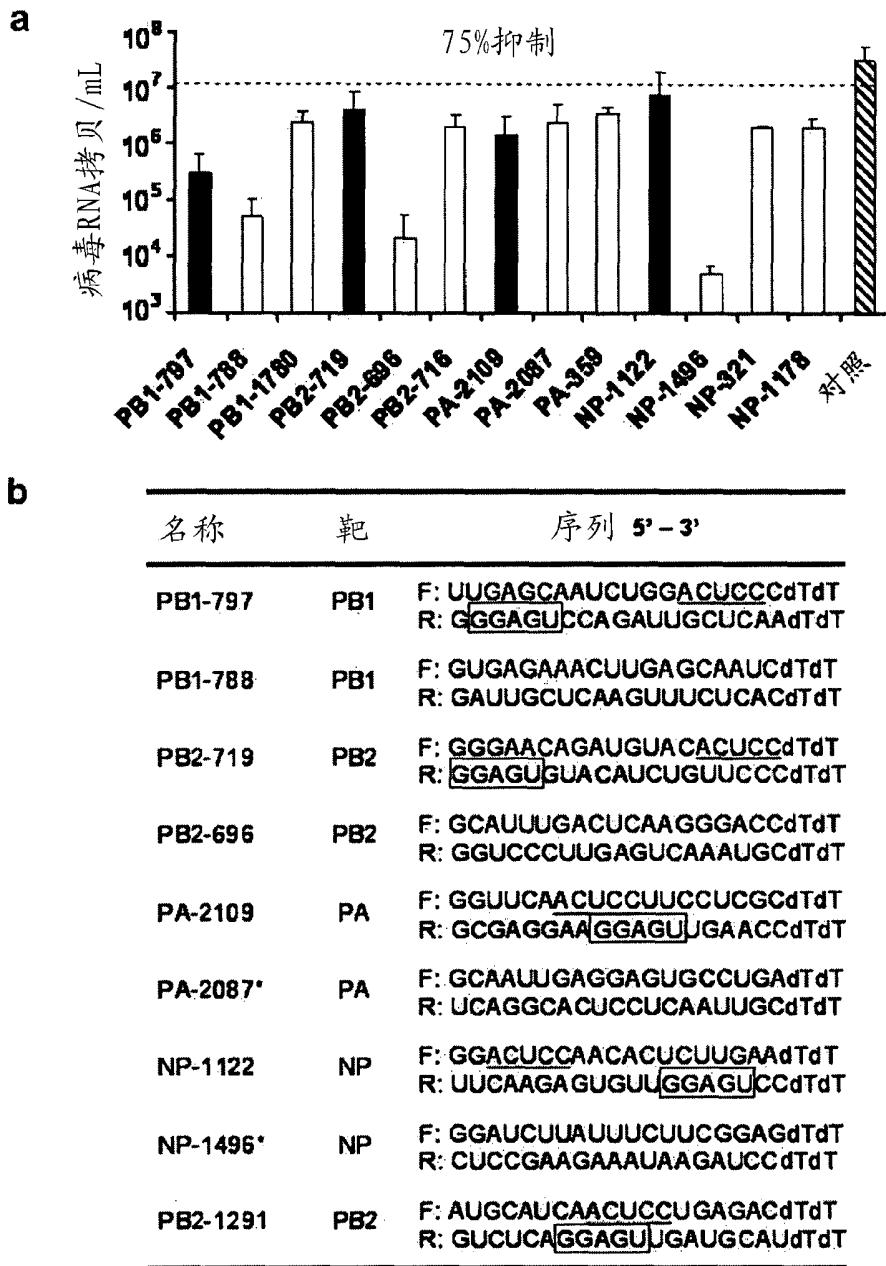 a
75%抑制
病毒RNA拷贝/mL
10⁸
10⁷
10⁶
10⁵
10⁴
10³
PB1-797
PB1-788
PB1-1780
PB2-719
PB2-696
PB2-716
PA-2109
PA-2087
PA-359
NP-1122
NP-1496
NP-321
NP-1178
对照
b
名称 靶 序列 5'-3'
PB1-797 PB1 F: UUGAGCAAUCUGGACUCCCdTdT
R: GGGAGUCCAGAUUGCUCAAdTdT
PB1-788 PB1 F: GUGAGAAACUUGAGCAAUCdTdT
R: GAUUGCUCAAGUUUCUCACdTdT
PB2-719 PB2 F: GGGAACAGAUGUACACUCCdTdT
R: GGAGUGUACAUCUGUUCCCdTdT
PB2-696 PB2 F: GCAUUUGACUCAAGGGACCdTdT
R: GGUCCCUUGAGUCAAAUGCdTdT
PA-2109 PA F: GGUUCAACUCCUUCCUCGCdTdT
R: GCGAGGAAGGAGUUGAACCdTdT
PA-2087* PA F: GCAAUUGAGGAGUGCCUGAdTdT
R: UCAGGCACUCCUCAAUUGCdTdT
NP-1122 NP F: GGACUCCAACACUCUUGAAdTdT
R: UUCAAGAGUGUUGGAGUCCdTdT
NP-1496* NP F: GGAUCUUAUUUCUUCGGAGdTdT
R: CUCCGAAGAAAUAAGAUCCdTdT
PB2-1291 PB2 F: AUGCAUCAACUCCUGAGACdTdT
R: GUCUCAGGAGUUGAUGCAUdTdT